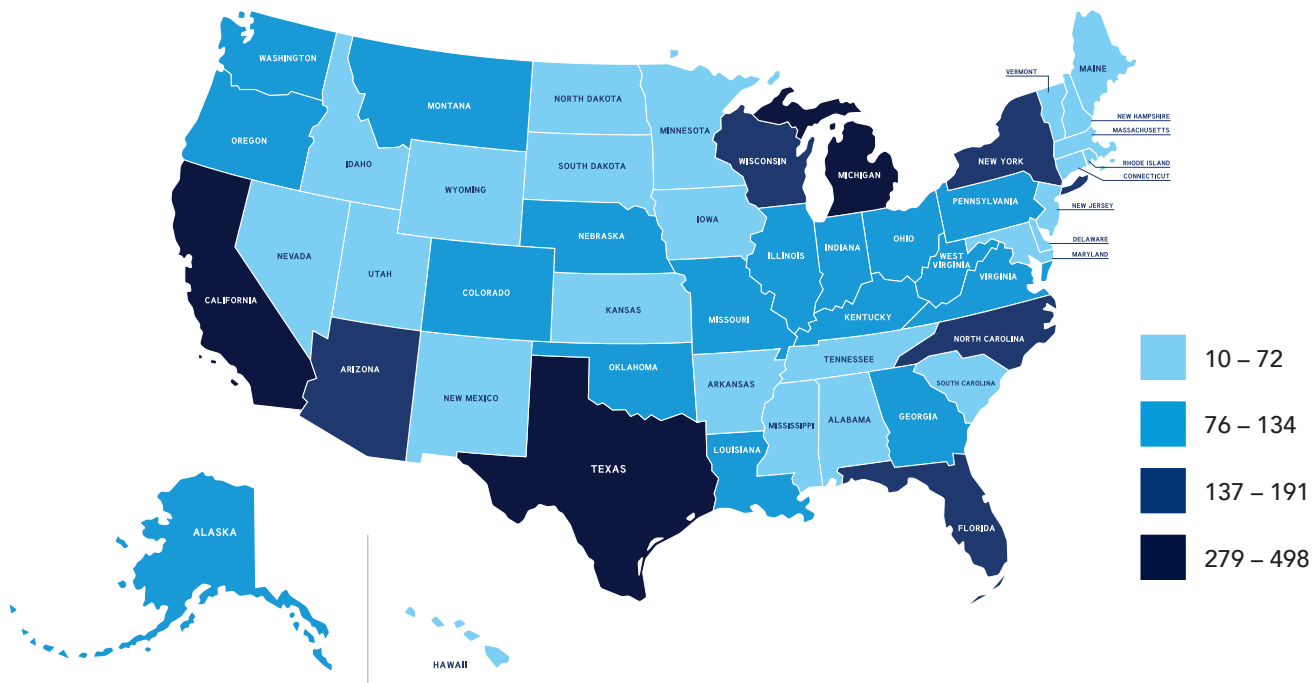 WASHINGTON
MONTANA
NORTH DAKOTA
MINNESOTA
VERMONT
MAINE
NEW HAMPSHIRE
MASSACHUSETTS
OREGON
IDAHO
SOUTH DAKOTA
WISCONSIN
MICHIGAN
NEW YORK
RHODE ISLAND
CONNECTICUT
WYOMING
IOWA
PENNSYLVANIA
NEW JERSEY
NEBRASKA
ILLINOIS
INDIANA
OHIO
WEST
VIRGINIA
DELAWARE
MARYLAND
NEVADA
UTAH
COLORADO
VIRGINIA
CALIFORNIA
KANSAS
MISSOURI
KENTUCKY
NORTH CAROLINA
TENNESSEE
ARIZONA
NEW MEXICO
OKLAHOMA
ARKANSAS
SOUTH CAROLINA
MISSISSIPPI
ALABAMA
GEORGIA
LOUISIANA
TEXAS
FLORIDA
ALASKA
HAWAII
10 – 72
76 – 134
137 – 191
279 – 498